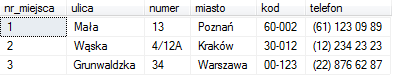 nr_miejsca ulica numer miasto kod telefon
1 Mała 13 Poznań 60-002 (61) 123 09 89
2 Wąska 4/12A Kraków 30-012 (12) 234 23 23
3 Grunwaldzka 34 Warszawa 00-123 (22) 876 62 87